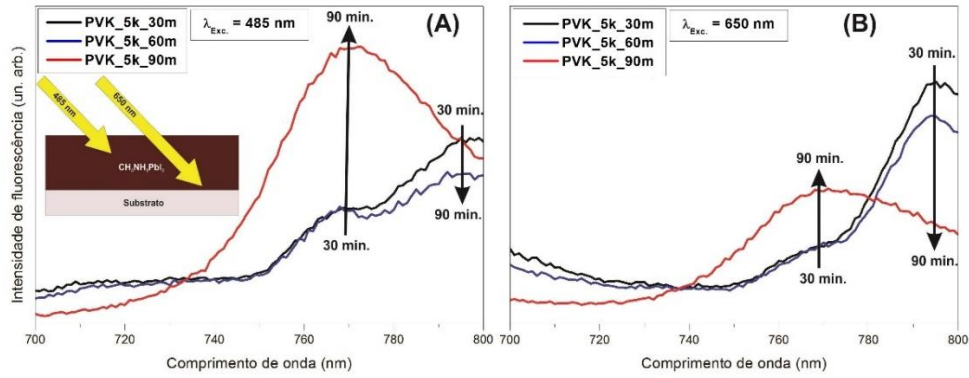 PVK_5k_30m
PVK_5k_60m
PVK_5k_90m
λExc. = 485 nm
90 min.
(A)
30 min.
485 nm
650 nm
CH3NH3PbI3
Substrato
30 min.
90 min.
Intensidade de fluorescência (un. arb.)
700 720 740 760 780 800
Comprimento de onda (nm)
PVK_5k_30m
PVK_5k_60m
PVK_5k_90m
λExc. = 650 nm
(B)
30 min.
90 min.
30 min.
90 min.
700 720 740 760 780 800
Comprimento de onda (nm)